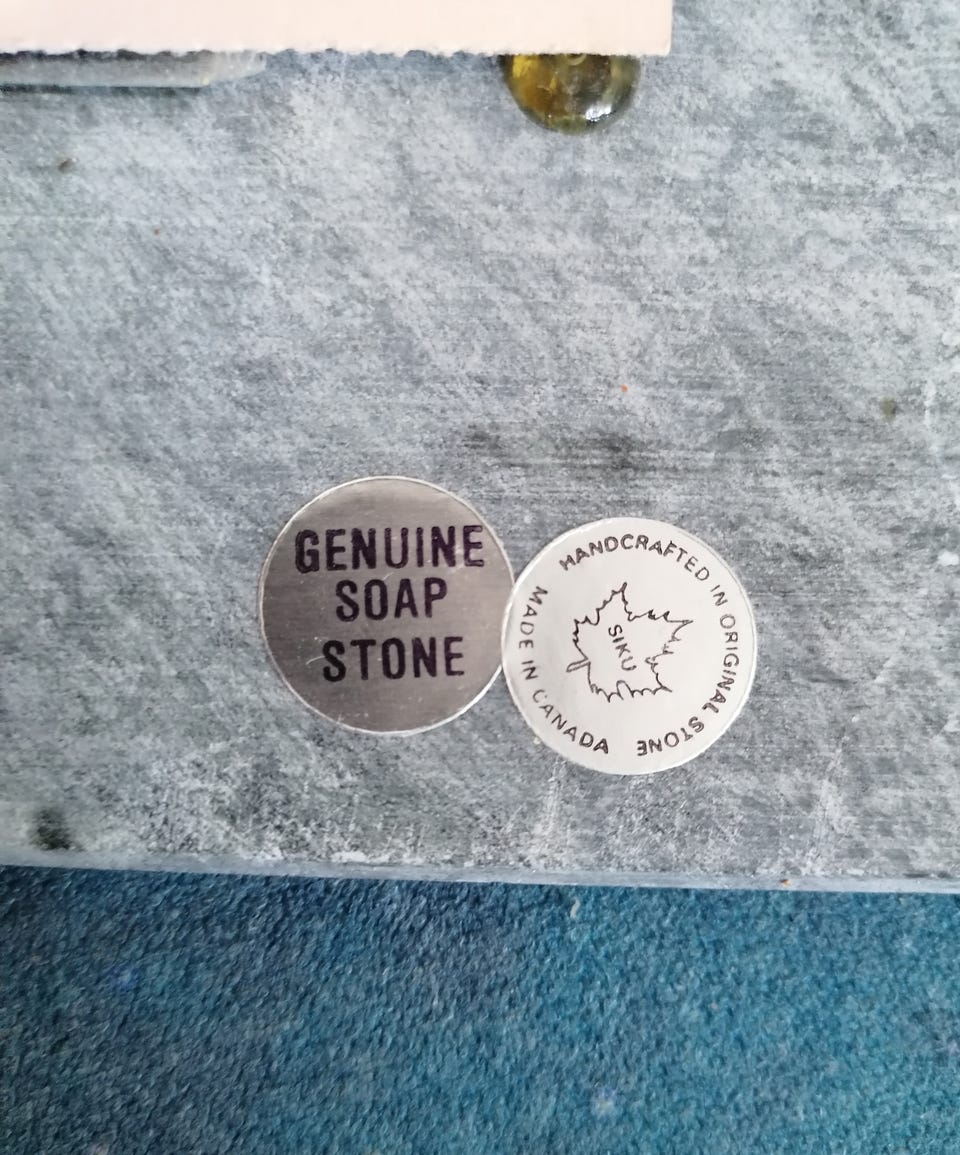 GENUINE
SOAP
STONE
HANDCRAFTED IN ORIGINAL STONE
MADE IN CANADA
SIKU